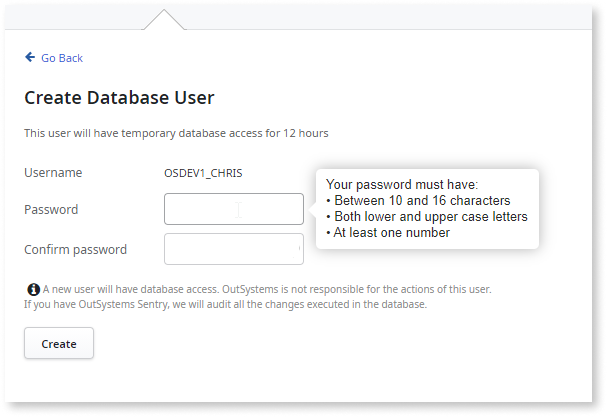 Go Back
Create Database User
This user will have temporary database access for 12 hours
Username OSDEV1_CHRIS
Password
Your password must have:
• Between 10 and 16 characters
• Both lower and upper case letters
• At least one number
Confirm password
A new user will have database access. OutSystems is not responsible for the actions of this user.
If you have OutSystems Sentry, we will audit all the changes executed in the database.
Create